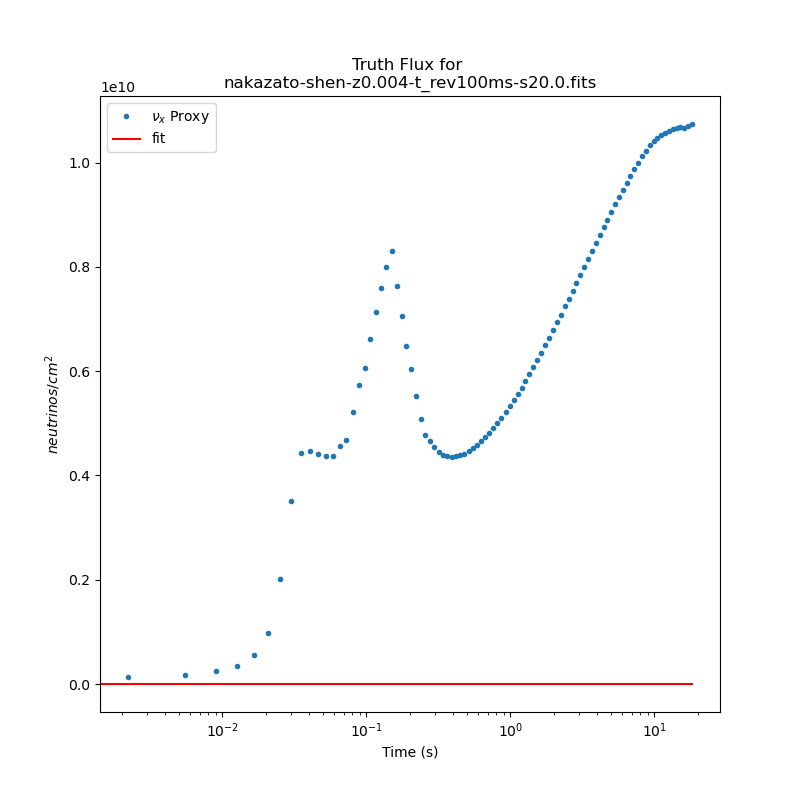 Truth Flux for
nakazato-shen-z0.004-t_rev100ms-s20.0.fits
1e10
νₓ Proxy
fit
1.0
0.8
0.6
0.4
0.2
0.0
neutrinos/cm²
10⁻² 10⁻¹ 10⁰ 10¹
Time (s)